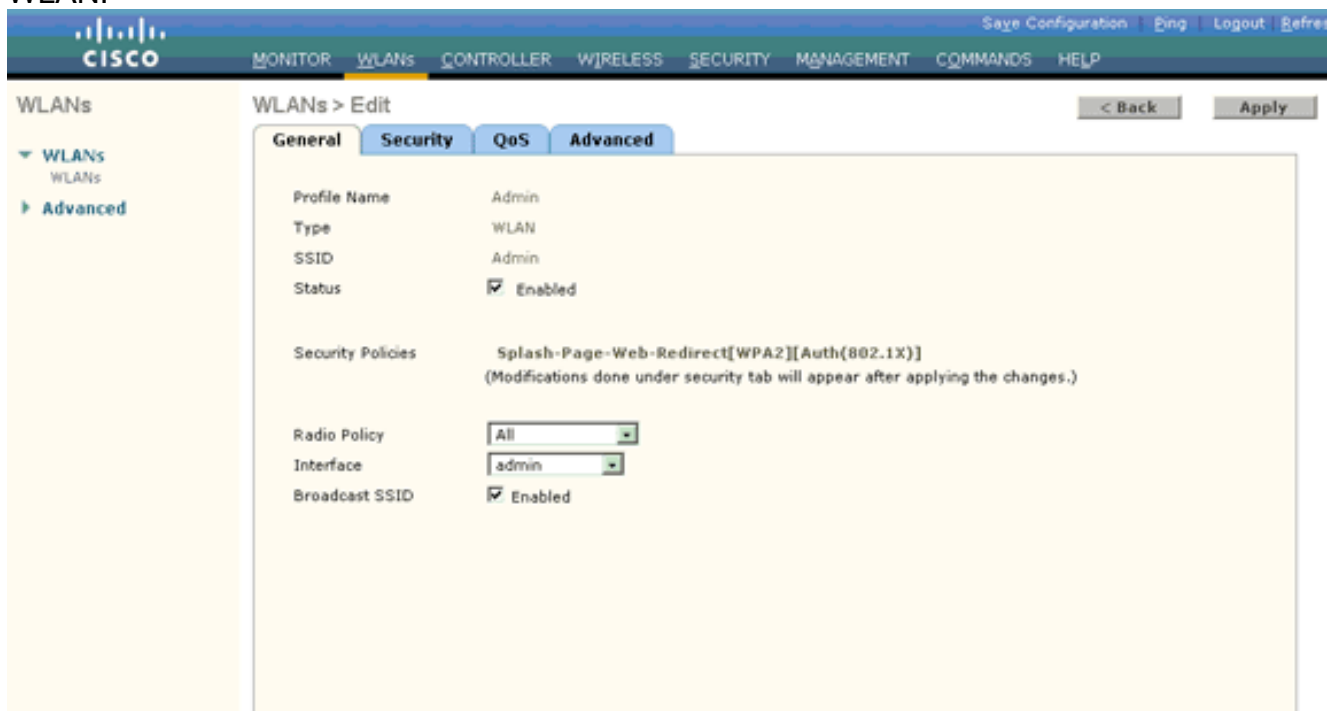 WLAN.
Save Configuration | Ping | Logout | Refres
CISCO
MONITOR WLANs CONTROLLER WIRELESS SECURITY MANAGEMENT COMMANDS HELP
WLANs
WLANs
WLANs
Advanced
WLANs > Edit
< Back
Apply
General Security QoS Advanced
Profile Name Admin
Type WLAN
SSID Admin
Status Enabled
Security Policies Splash-Page-Web-Redirect[WPA2][Auth(802.1X)]
(Modifications done under security tab will appear after applying the changes.)
Radio Policy All
Interface admin
Broadcast SSID Enabled